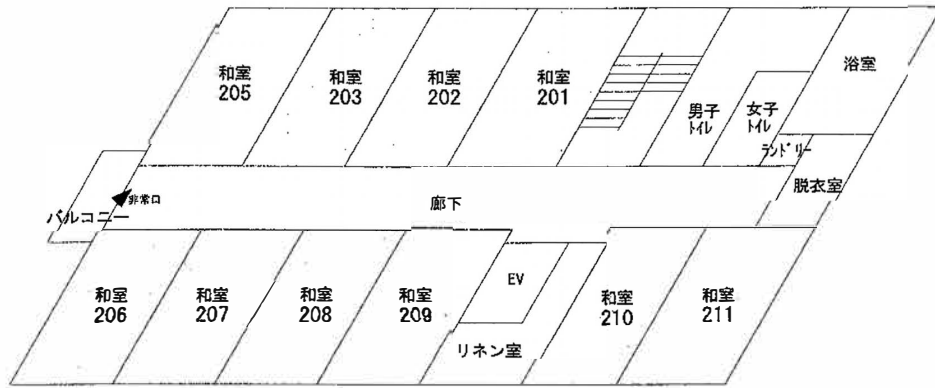 和室
205
和室
203
和室
202
和室
201
男子
トイレ
女子
トイレ
浴室
ランドリー
脱衣室
非常口
バルコニー
廊下
和室
206
和室
207
和室
208
和室
209
EV
リネン室
和室
210
和室
211